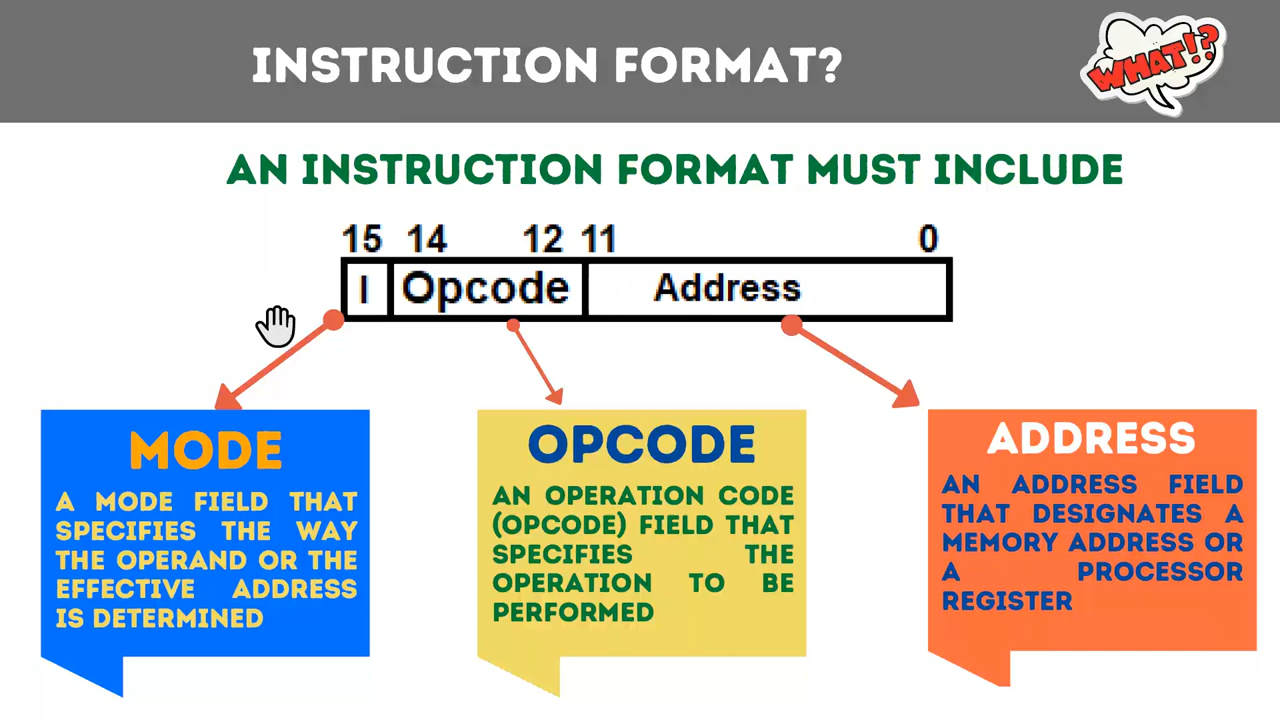 INSTRUCTION FORMAT?
WHAT!?
AN INSTRUCTION FORMAT MUST INCLUDE
15 14 12 11 0
I Opcode Address
MODE
A MODE FIELD THAT
SPECIFIES THE WAY
THE OPERAND OR THE
EFFECTIVE ADDRESS
IS DETERMINED
OPCODE
AN OPERATION CODE
(OPCODE) FIELD THAT
SPECIFIES THE
OPERATION TO BE
PERFORMED
ADDRESS
AN ADDRESS FIELD
THAT DESIGNATES A
MEMORY ADDRESS OR
A PROCESSOR
REGISTER